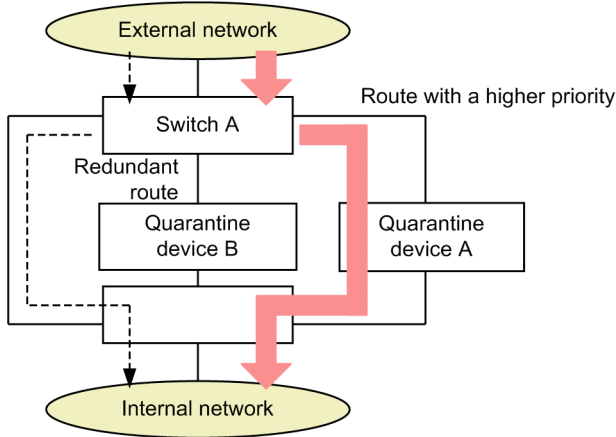 External network
Route with a higher priority
Switch A
Redundant
route
Quarantine
device B
Quarantine
device A
Internal network